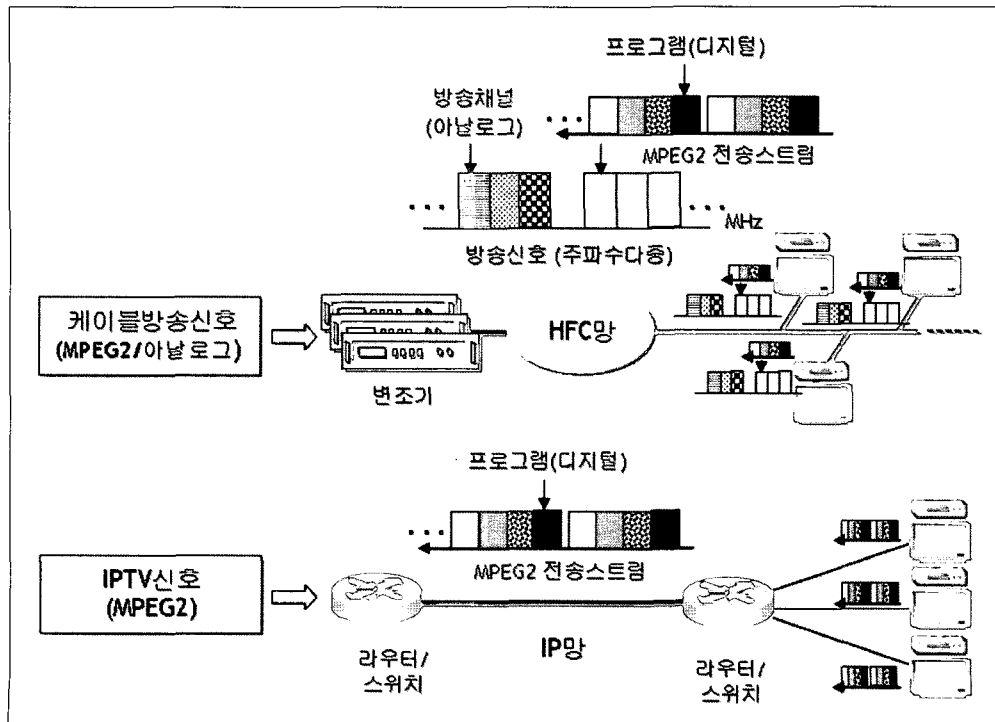 프로그램(디지털)
방송채널
(아날로그)
MPEG2 전송스트림
MHz
방송신호 (주파수다중)
케이블방송신호
(MPEG2/아날로그)
변조기
HFC망
프로그램(디지털)
MPEG2 전송스트림
IPTV신호
(MPEG2)
라우터/
스위치
IP망
라우터/
스위치